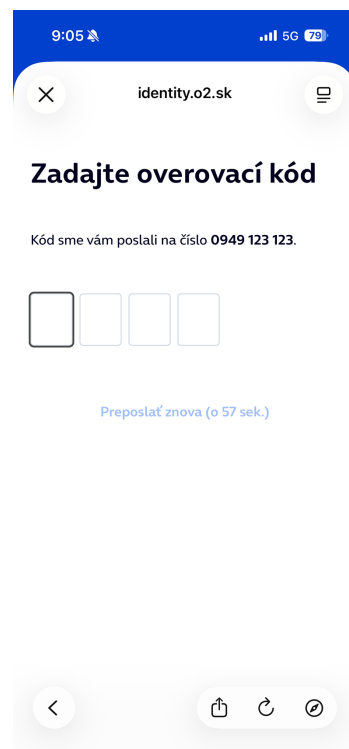 9:05
5G 79
identity.o2.sk
Zadajte overovací kód
Kód sme vám poslali na číslo 0949 123 123.
Preposlať znova (o 57 sek.)